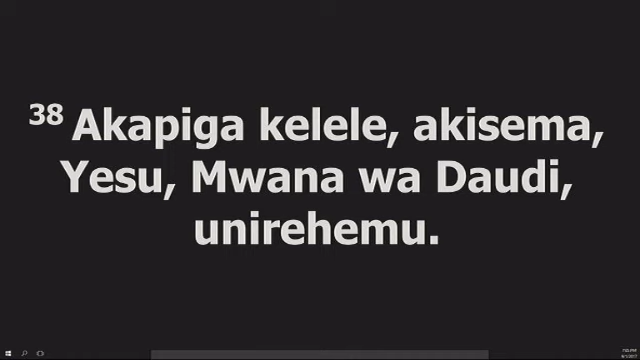 38 Akapiga kelele, akisema,
Yesu, Mwana wa Daudi,
unirehemu.